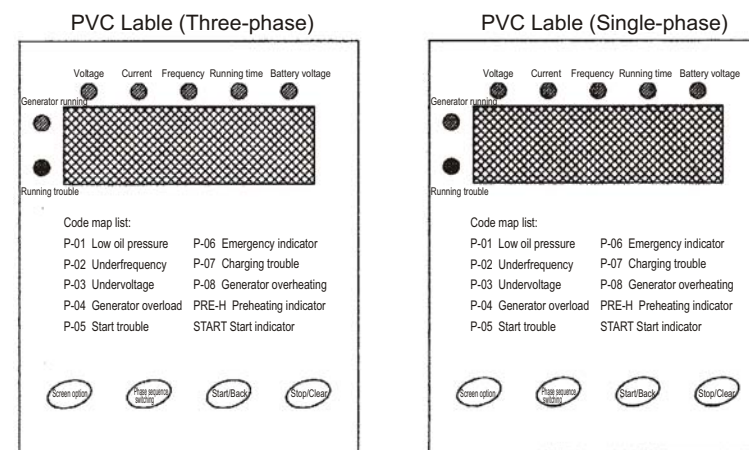 PVC Lable (Three-phase)
Voltage Current Frequency Running time Battery voltage
Generator running
Running trouble
Code map list:
P-01 Low oil pressure P-06 Emergency indicator
P-02 Underfrequency P-07 Charging trouble
P-03 Undervoltage P-08 Generator overheating
P-04 Generator overload PRE-H Preheating indicator
P-05 Start trouble START Start indicator
Screen option Phase sequence switching Start/Back Stop/Clear
PVC Lable (Single-phase)
Voltage Current Frequency Running time Battery voltage
Generator running
Running trouble
Code map list:
P-01 Low oil pressure P-06 Emergency indicator
P-02 Underfrequency P-07 Charging trouble
P-03 Undervoltage P-08 Generator overheating
P-04 Generator overload PRE-H Preheating indicator
P-05 Start trouble START Start indicator
Screen option Phase sequence switching Start/Back Stop/Clear